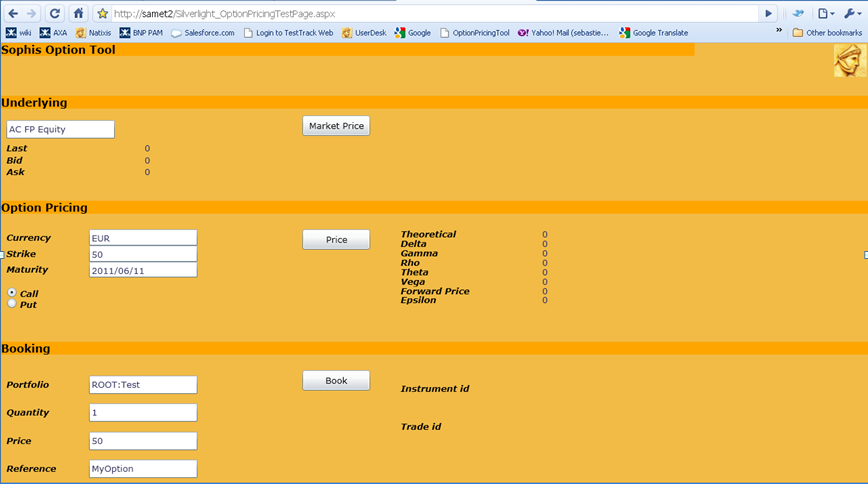 http://samet2/Silverlight_OptionPricingTestPage.aspx
wiki AXA Natixis BNP PAM Salesforce.com Login to TestTrack Web UserDesk Google OptionPricingTool Yahoo! Mail (sebastie... Google Translate » Other bookmarks
Sophis Option Tool
Underlying
AC FP Equity Market Price
Last 0
Bid 0
Ask 0
Option Pricing
Currency EUR Price Theoretical 0
Delta 0
Strike 50 Gamma 0
Rho 0
Maturity 2011/06/11 Theta 0
Vega 0
Call Forward Price 0
Put Epsilon 0
Booking
Portfolio ROOT:Test Book Instrument id
Quantity 1
Trade id
Price 50
Reference MyOption